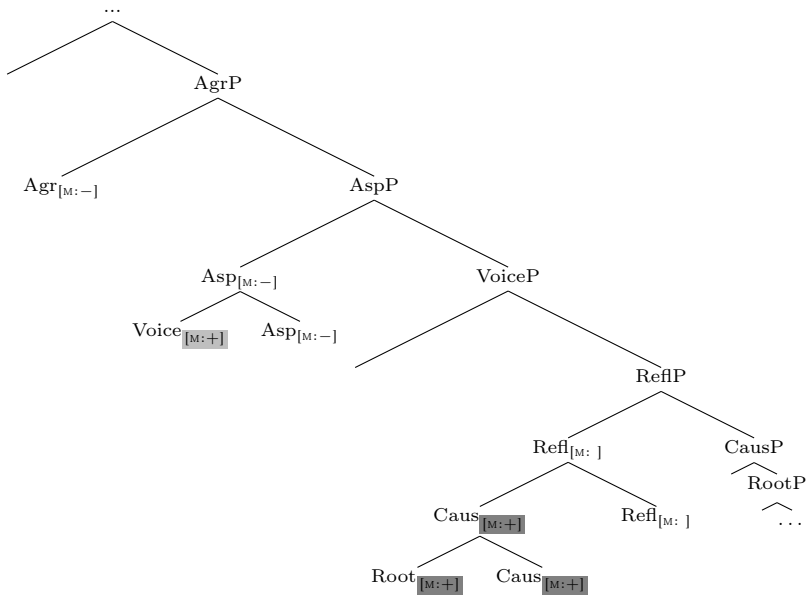 ...
AgrP
Agr[M:−] AspP
Asp[M:−] VoiceP
Voice[M:+] Asp[M:−]
ReflP
Refl[M: ] CausP
RootP
Caus[M:+] Refl[M: ] ...
Root[M:+] Caus[M:+]